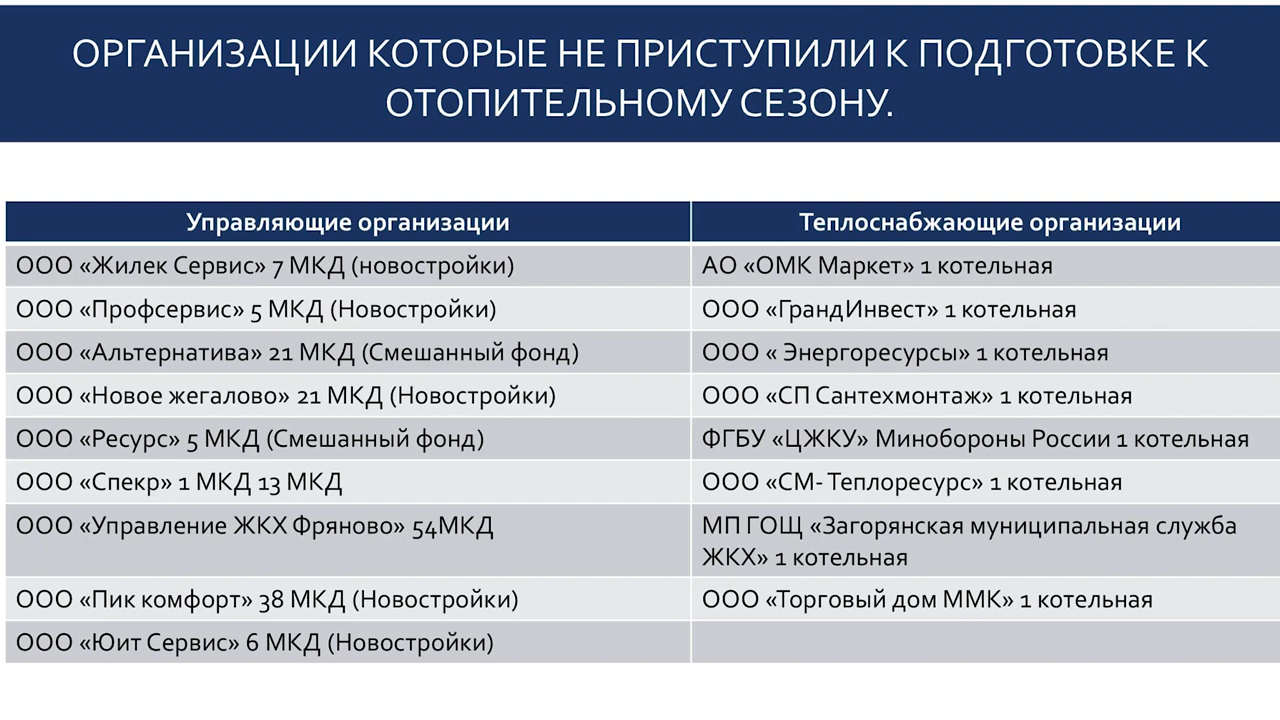 ОРГАНИЗАЦИИ КОТОРЫЕ НЕ ПРИСТУПИЛИ К ПОДГОТОВКЕ К
ОТОПИТЕЛЬНОМУ СЕЗОНУ.
Управляющие организации
Теплоснабжающие организации
ООО «Жилек Сервис» 7 МКД (новостройки)
АО «ОМК Маркет» 1 котельная
ООО «Профсервис» 5 МКД (Новостройки)
ООО «ГрандИнвест» 1 котельная
ООО «Альтернатива» 21 МКД (Смешанный фонд)
ООО « Энергоресурсы» 1 котельная
ООО «Новое жегалово» 21 МКД (Новостройки)
ООО «СП Сантехмонтаж» 1 котельная
ООО «Ресурс» 5 МКД (Смешанный фонд)
ФГБУ «ЦЖКУ» Минобороны России 1 котельная
ООО «Спекр» 1 МКД 13 МКД
ООО «СМ- Теплоресурс» 1 котельная
ООО «Управление ЖКХ Фряново» 54МКД
МП ГОЩ «Загорянская муниципальная служба
ЖКХ» 1 котельная
ООО «Пик комфорт» 38 МКД (Новостройки)
ООО «Торговый дом ММК» 1 котельная
ООО «Юит Сервис» 6 МКД (Новостройки)